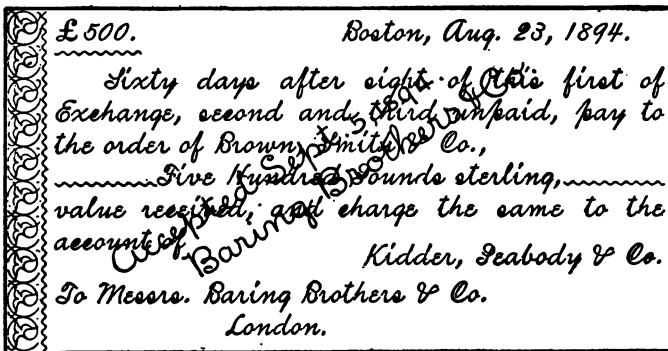 £500. Boston, Aug. 23, 1894.
Sixty days after sight of this first of
Exchange, second and third unpaid, pay to
the order of Brown, Smith & Co.,
Five Hundred Pounds sterling,
value received, and charge the same to the
account of
Kidder, Peabody & Co.
To Messrs. Baring Brothers & Co.
London.
Accepted Sept. 5, 1894.
Baring Brothers & Co.